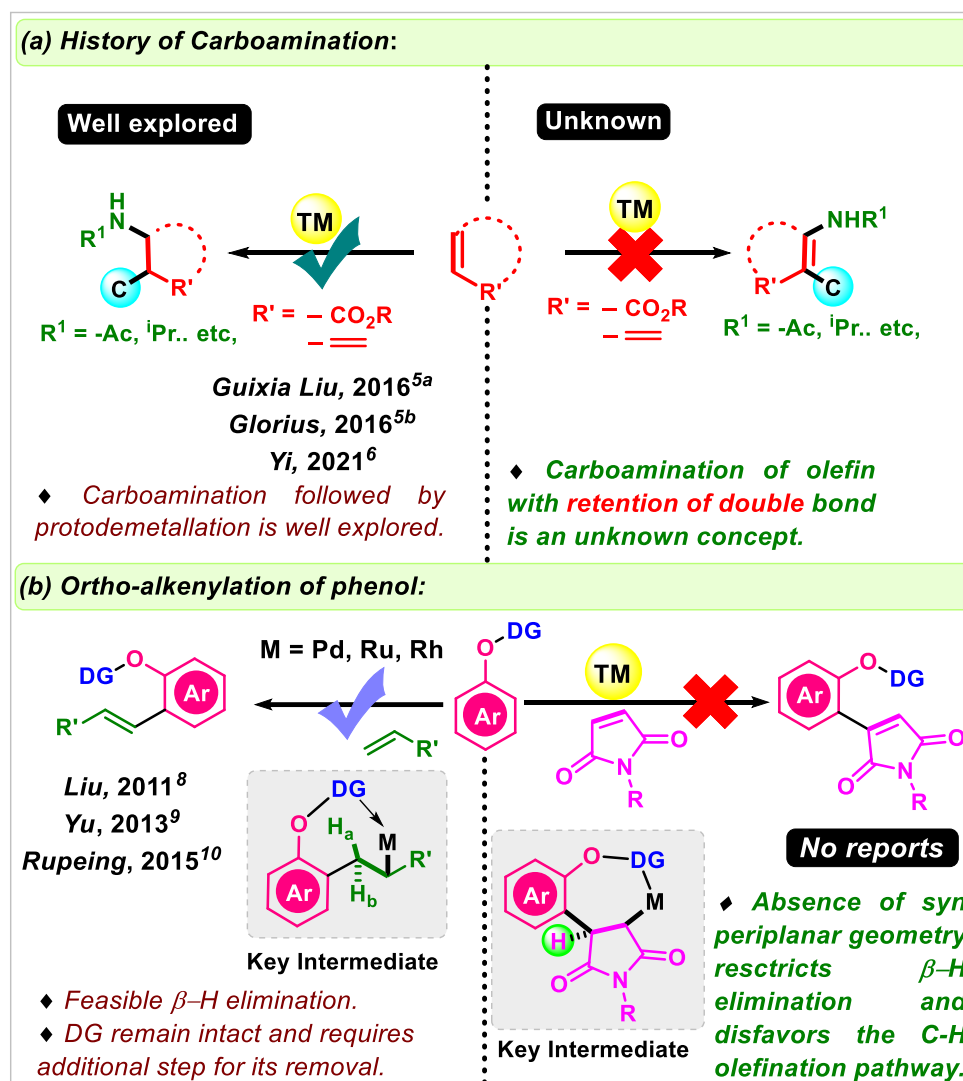 (a) History of Carboamination:
Well explored
Unknown
H
N
R¹
TM
C
R'
R¹ = -Ac, ⁱPr.. etc,
R' = – CO₂R
–
R'
TM
R' = – CO₂R
–
NHR¹
R'
C
R¹ = -Ac, ⁱPr.. etc,
Guixia Liu, 2016⁵ᵃ
Glorius, 2016⁵ᵇ
Yi, 2021⁶
♦ Carboamination followed by
protodemetallation is well explored.
♦ Carboamination of olefin
with retention of double bond
is an unknown concept.
(b) Ortho-alkenylation of phenol:
DG
O
Ar
R'
M = Pd, Ru, Rh
R'
DG
O
Ar
TM
O
N
O
R
O
DG
Ar
O
N
O
R
Liu, 2011⁸
Yu, 2013⁹
Rupeing, 2015¹⁰
DG
O
M
Hₐ
R'
Ar
H_b
Key Intermediate
O
DG
Ar
M
H
O
N
O
R
Key Intermediate
No reports
♦ Feasible β–H elimination.
♦ DG remain intact and requires
additional step for its removal.
♦ Absence of syn
periplanar geometry
resctricts β–H
elimination and
disfavors the C-H
olefination pathway.